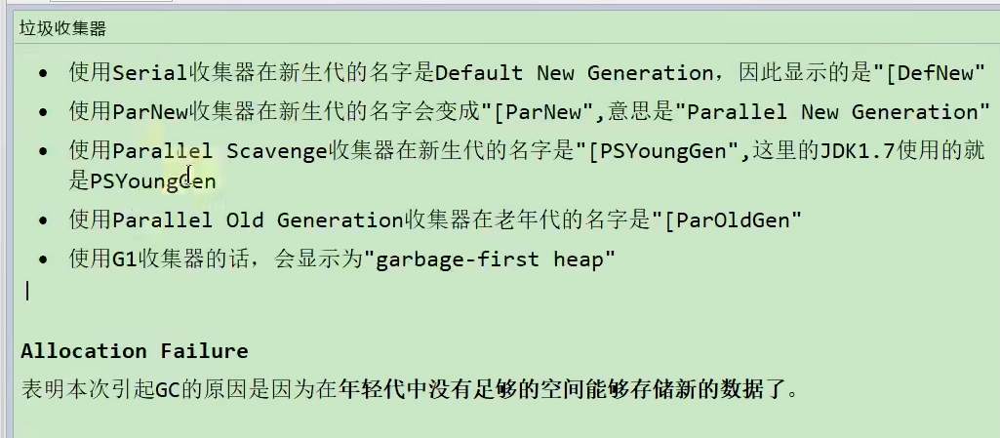 垃圾收集器
• 使用Serial收集器在新生代的名字是Default New Generation，因此显示的是"[DefNew"
• 使用ParNew收集器在新生代的名字会变成"[ParNew",意思是"Parallel New Generation"
• 使用Parallel Scavenge收集器在新生代的名字是"[PSYoungGen",这里的JDK1.7使用的就
是PSYoungGen
• 使用Parallel Old Generation收集器在老年代的名字是"[ParOldGen"
• 使用G1收集器的话，会显示为"garbage-first heap"
Allocation Failure
表明本次引起GC的原因是因为在年轻代中没有足够的空间能够存储新的数据了。